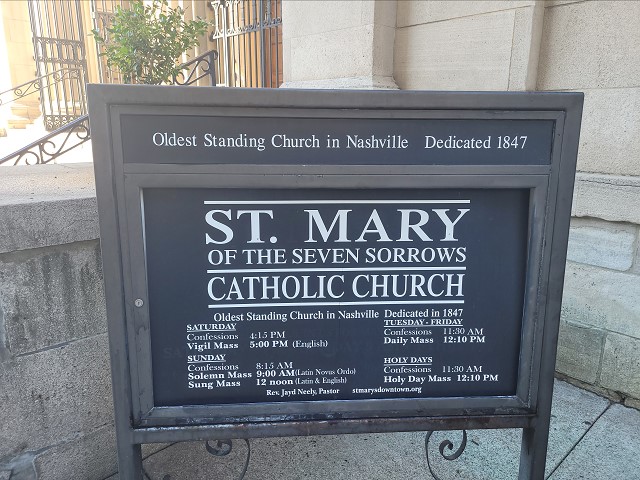 Oldest Standing Church in Nashville Dedicated 1847
ST. MARY
OF THE SEVEN SORROWS
CATHOLIC CHURCH
Oldest Standing Church in Nashville Dedicated in 1847
SATURDAY
Confessions 4:15 PM
Vigil Mass 5:00 PM (English)
SUNDAY
Confessions 8:15 AM
Solemn Mass 9:00 AM (Latin Novus Ordo)
Sung Mass 12 noon (Latin & English)
TUESDAY - FRIDAY
Confessions 11:30 AM
Daily Mass 12:10 PM
HOLY DAYS
Confessions 11:30 AM
Holy Day Mass 12:10 PM
Rev. Jayd Neely, Pastor stmarysdowntown.org